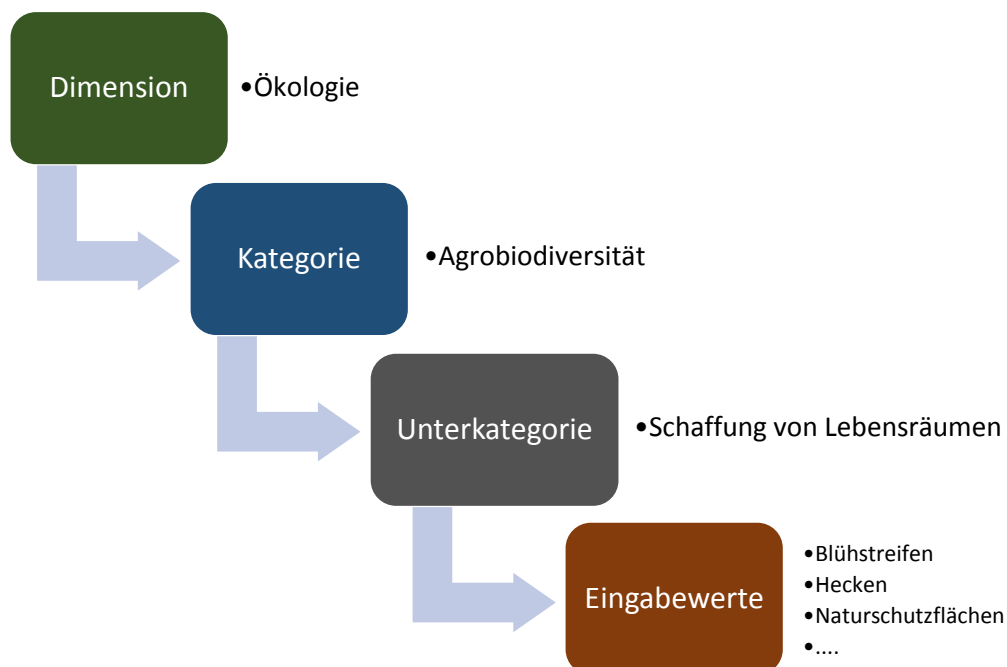 Dimension
•Ökologie
Kategorie
•Agrobiodiversität
Unterkategorie
•Schaffung von Lebensräumen
Eingabewerte
•Blühstreifen
•Hecken
•Naturschutzflächen
•....